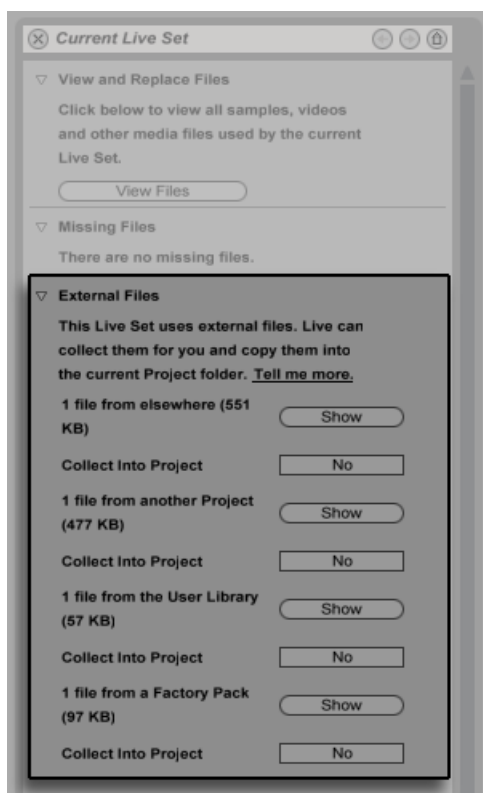 Current Live Set
View and Replace Files
Click below to view all samples, videos
and other media files used by the current
Live Set.
View Files
Missing Files
There are no missing files.
External Files
This Live Set uses external files. Live can
collect them for you and copy them into
the current Project folder. Tell me more.
1 file from elsewhere (551
KB)
Show
Collect Into Project
No
1 file from another Project
(477 KB)
Show
Collect Into Project
No
1 file from the User Library
(57 KB)
Show
Collect Into Project
No
1 file from a Factory Pack
(97 KB)
Show
Collect Into Project
No